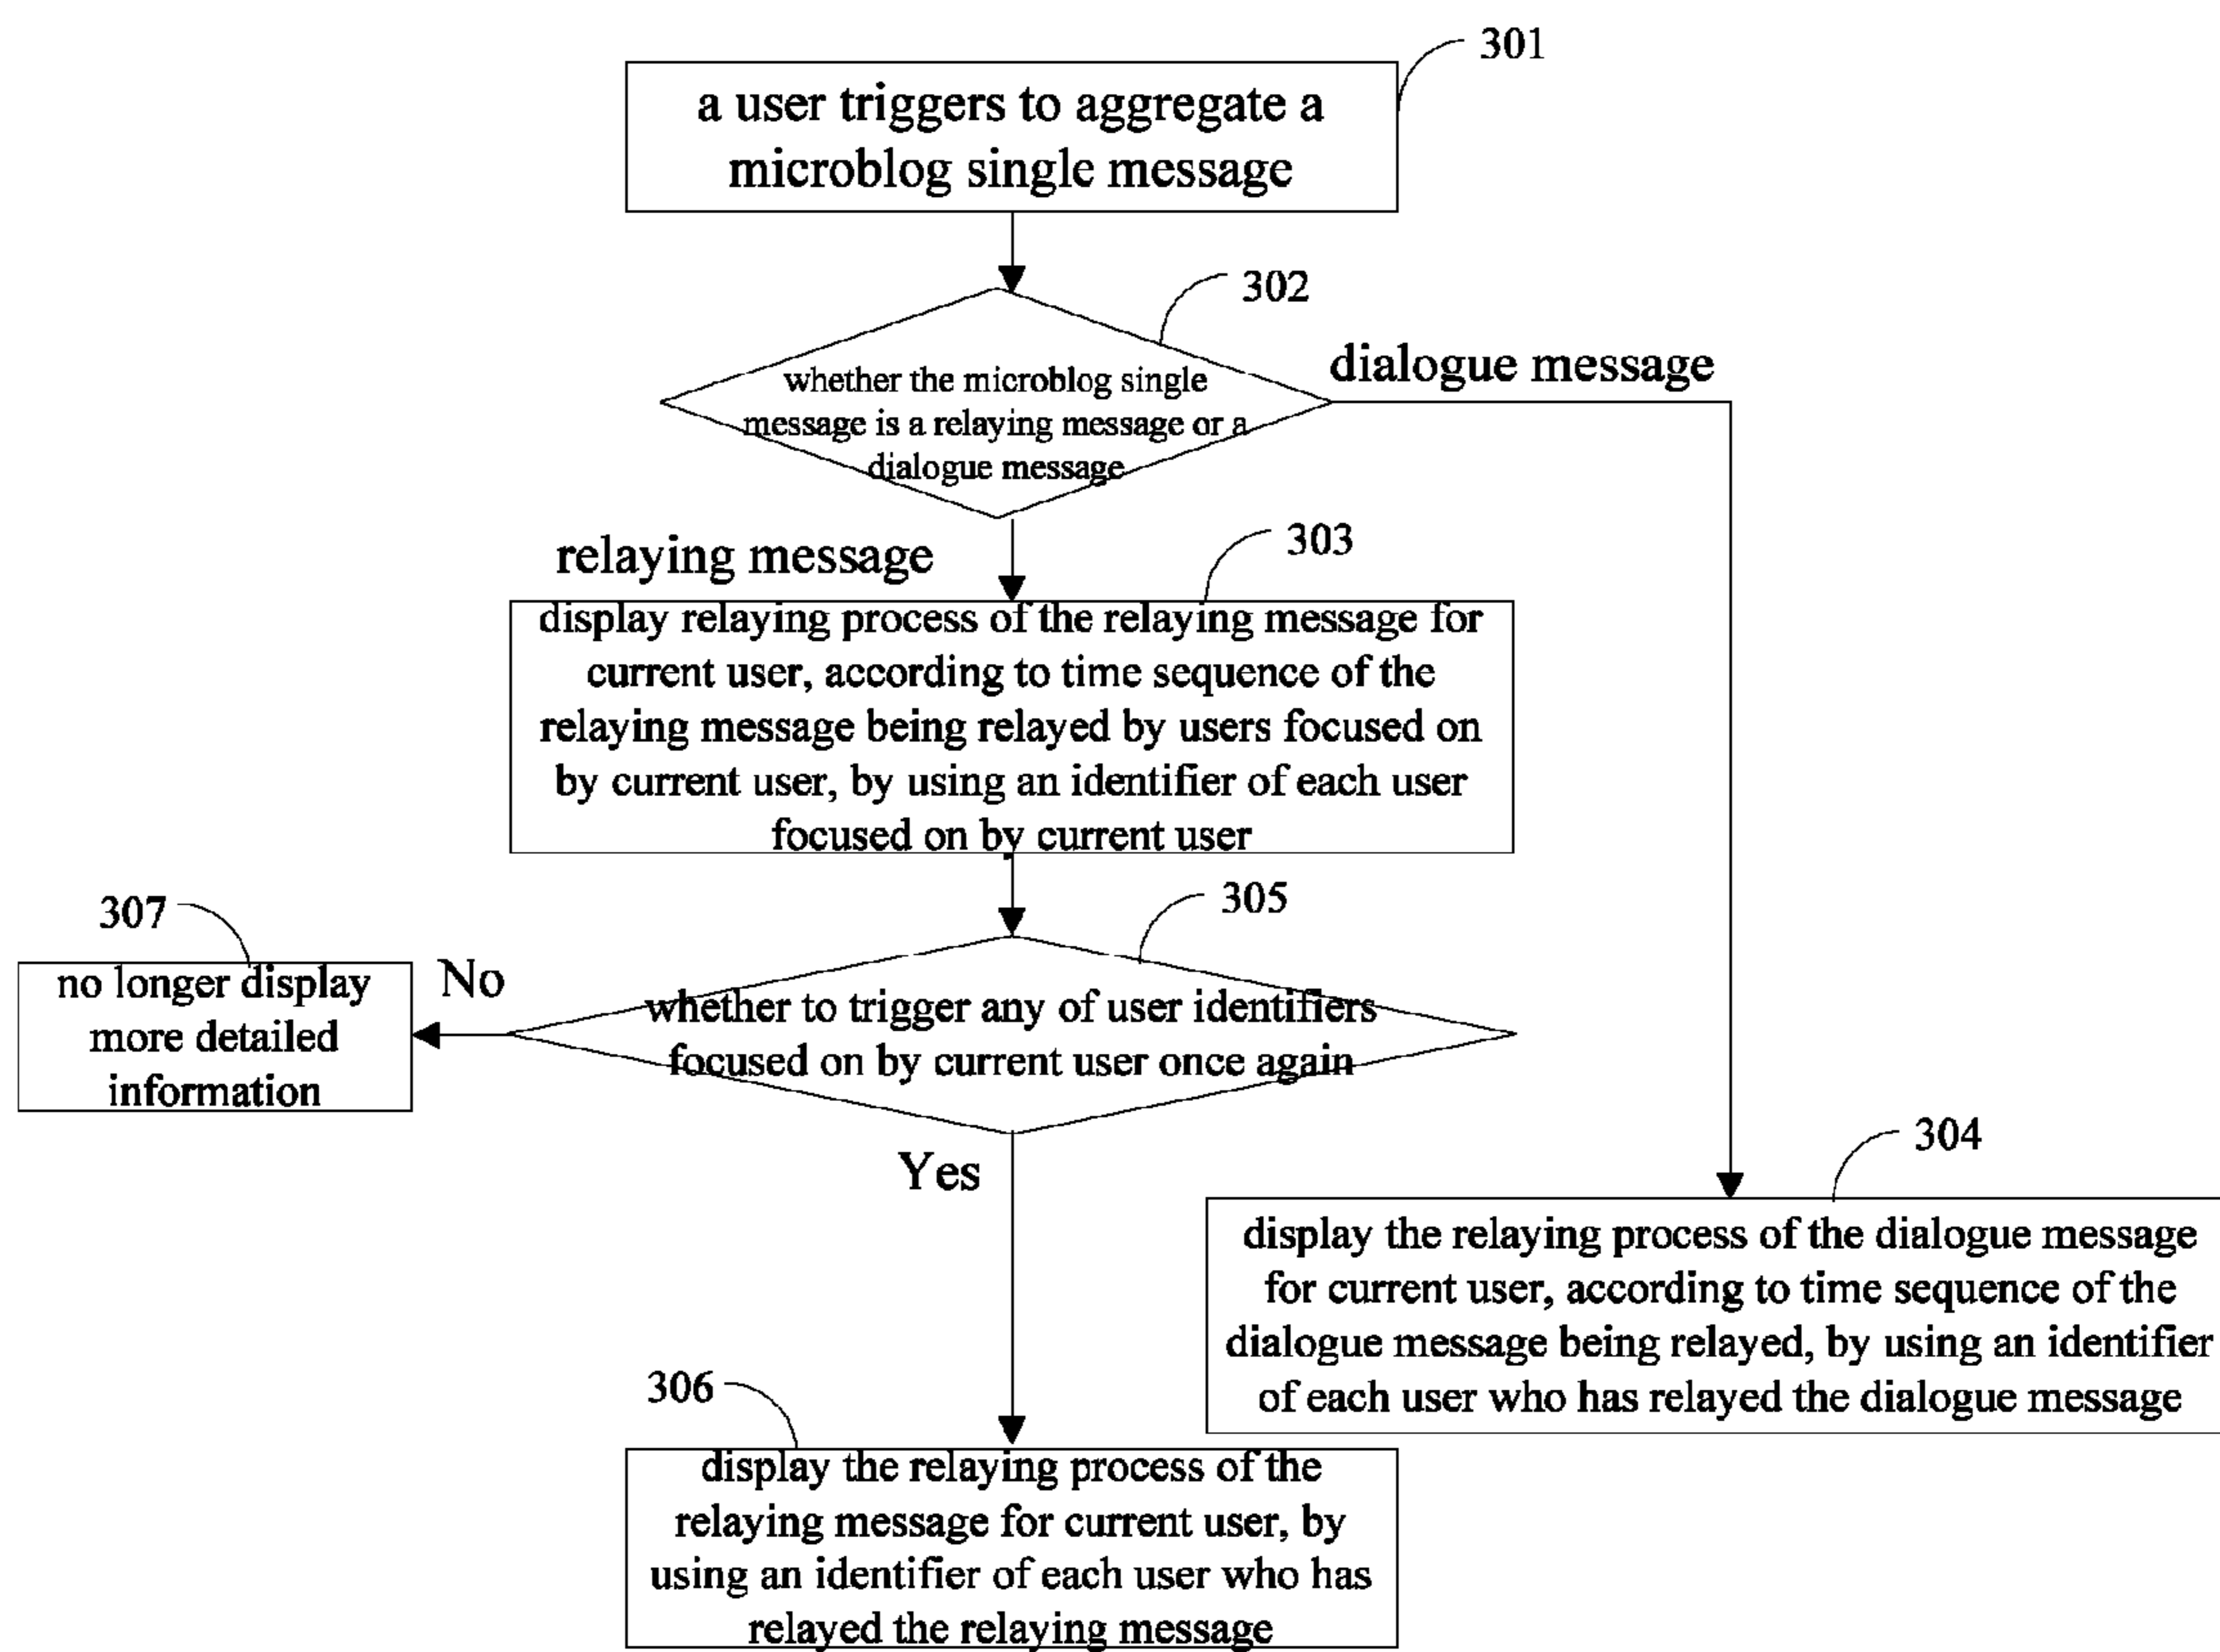 301
a user triggers to aggregate a
microblog single message
302
whether the microblog single
message is a relaying message or a
dialogue message
dialogue message
relaying message
303
display relaying process of the relaying message for
current user, according to time sequence of the
relaying message being relayed by users focused on
by current user, by using an identifier of each user
focused on by current user
305
whether to trigger any of user identifiers
focused on by current user once again
No
307
no longer display
more detailed
information
Yes
304
display the relaying process of the dialogue message
for current user, according to time sequence of the
dialogue message being relayed, by using an identifier
of each user who has relayed the dialogue message
306
display the relaying process of the
relaying message for current user, by
using an identifier of each user who has
relayed the relaying message